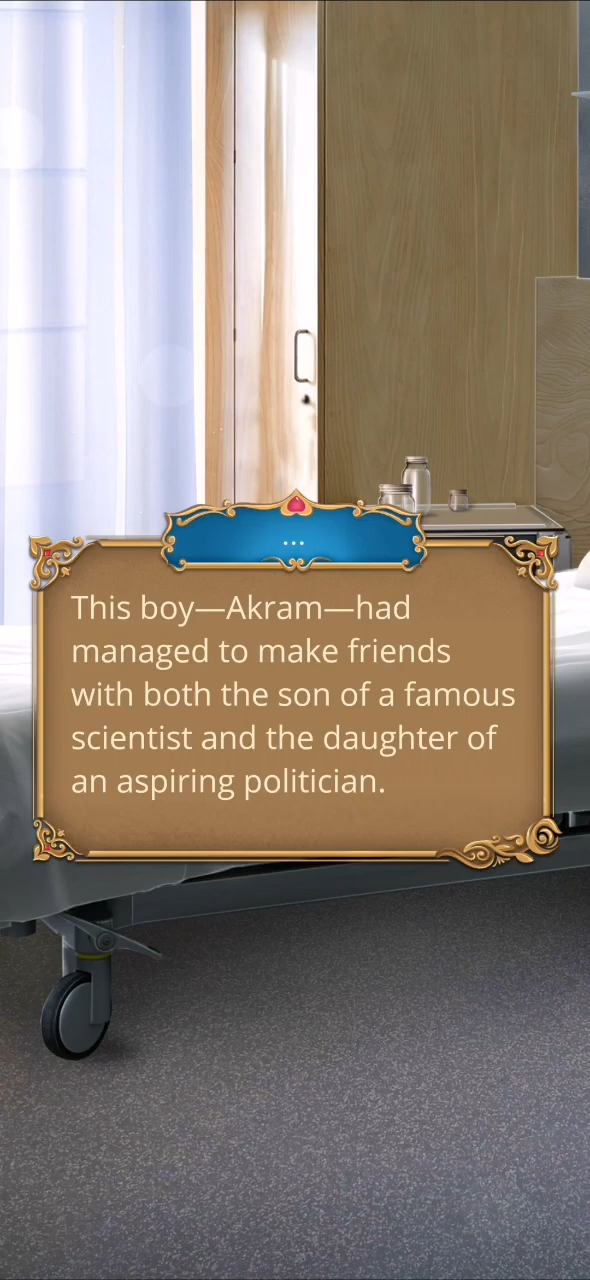 ...
This boy—Akram—had
managed to make friends
with both the son of a famous
scientist and the daughter of
an aspiring politician.